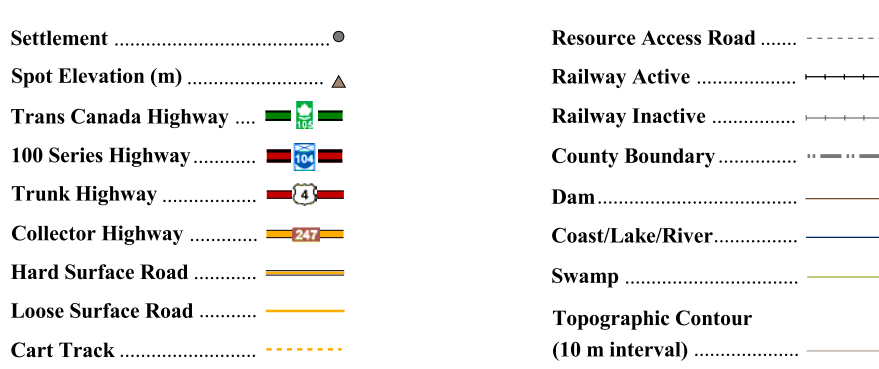 Settlement
Spot Elevation (m)
Trans Canada Highway 105
100 Series Highway 104
Trunk Highway 4
Collector Highway 247
Hard Surface Road
Loose Surface Road
Cart Track
Resource Access Road
Railway Active
Railway Inactive
County Boundary
Dam
Coast/Lake/River
Swamp
Topographic Contour
(10 m interval)